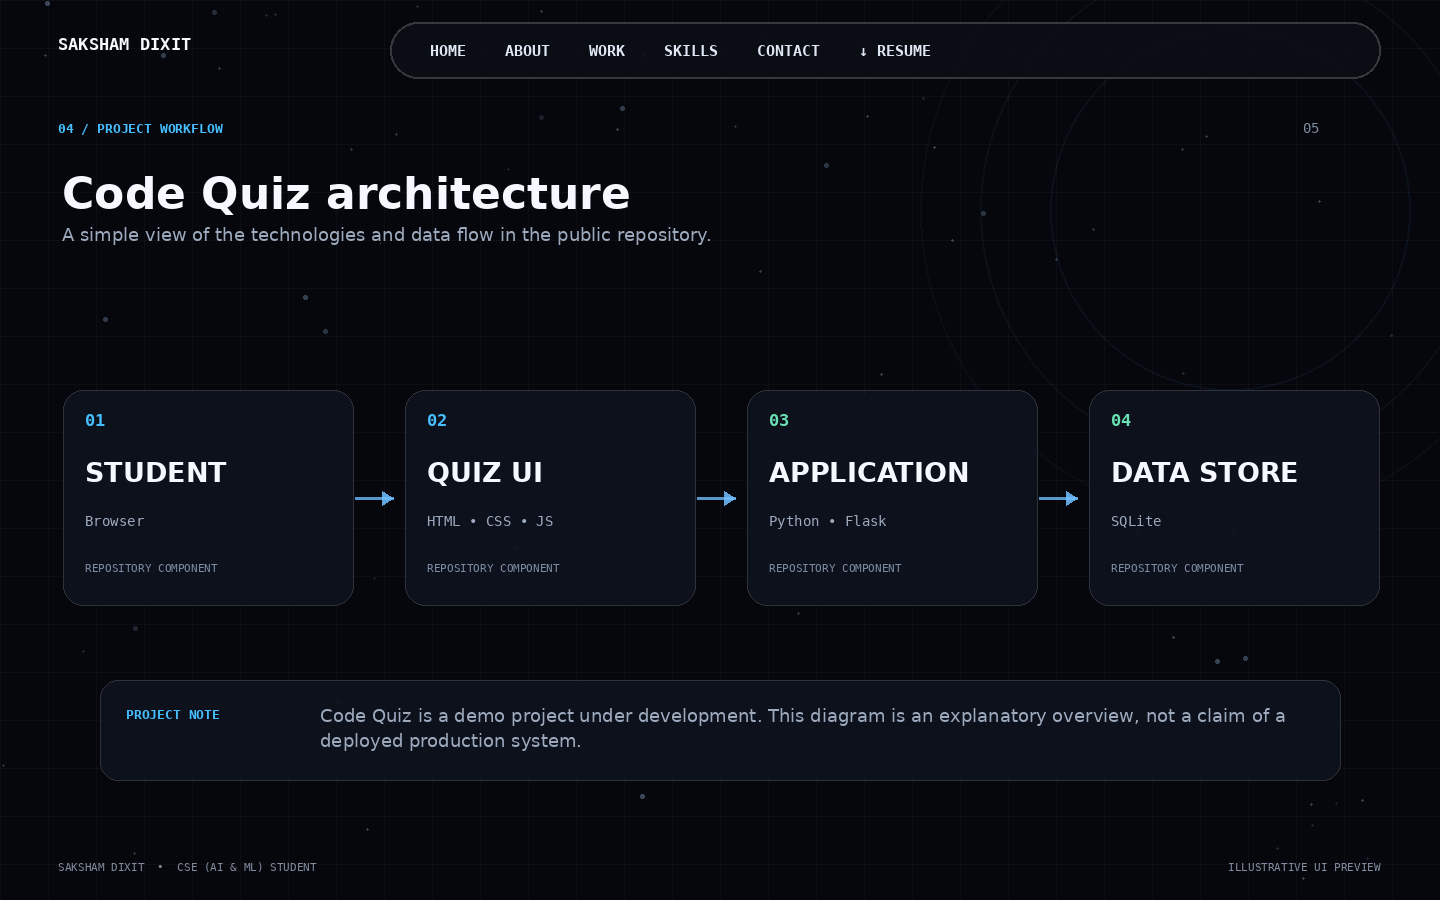 SAKSHAM DIXIT
HOME ABOUT WORK SKILLS CONTACT ↓ RESUME
04 / PROJECT WORKFLOW
05
Code Quiz architecture
A simple view of the technologies and data flow in the public repository.
01
STUDENT
Browser
REPOSITORY COMPONENT
02
QUIZ UI
HTML • CSS • JS
REPOSITORY COMPONENT
03
APPLICATION
Python • Flask
REPOSITORY COMPONENT
04
DATA STORE
SQLite
REPOSITORY COMPONENT
PROJECT NOTE
Code Quiz is a demo project under development. This diagram is an explanatory overview, not a claim of a
deployed production system.
SAKSHAM DIXIT • CSE (AI & ML) STUDENT
ILLUSTRATIVE UI PREVIEW